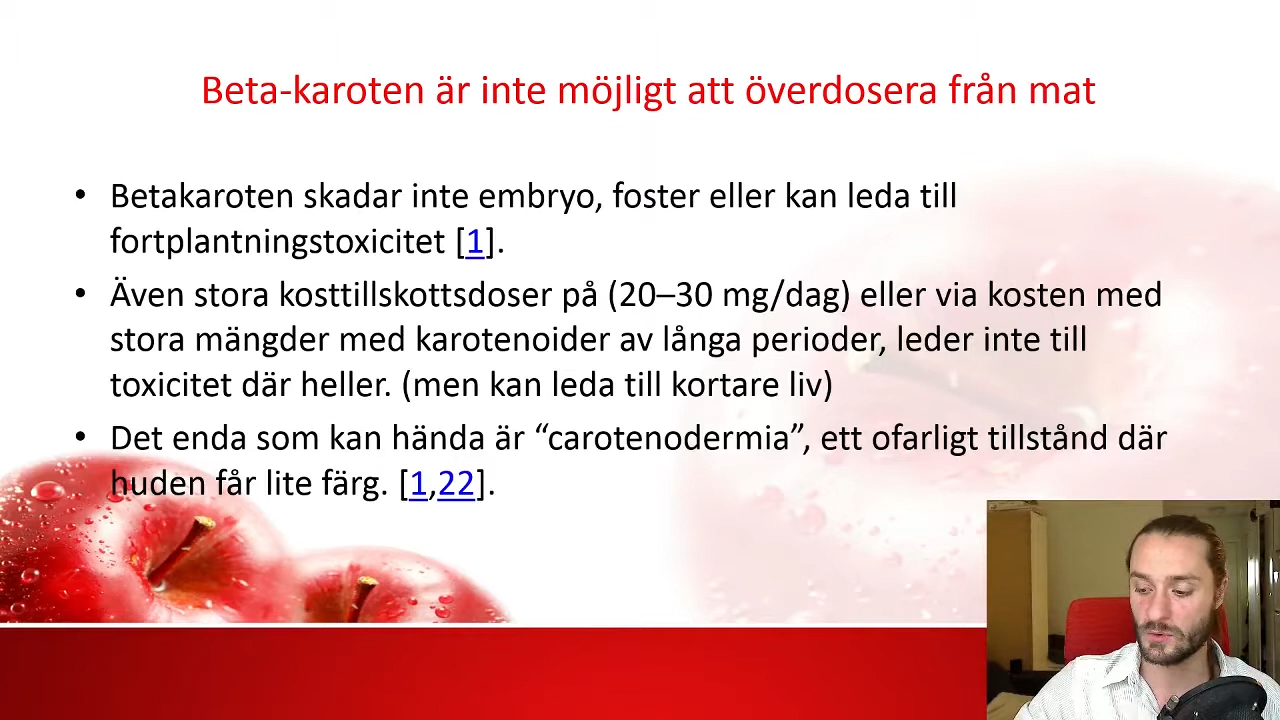 Beta-karoten är inte möjligt att överdosera från mat
• Betakaroten skadar inte embryo, foster eller kan leda till
fortplantningstoxicitet [1].
• Även stora kosttillskottsdoser på (20–30 mg/dag) eller via kosten med
stora mängder med karotenoider av långa perioder, leder inte till
toxicitet där heller. (men kan leda till kortare liv)
• Det enda som kan hända är “carotenodermia”, ett ofarligt tillstånd där
huden får lite färg. [1,22].